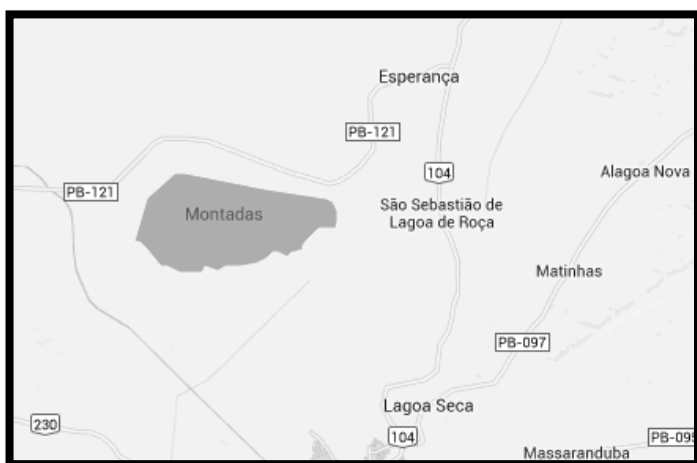 Esperança
PB-121
104
Alagoa Nova
PB-121
São Sebastião de
Lagoa de Roça
Montadas
Matinhas
PB-097
Lagoa Seca
230
104
Massaranduba